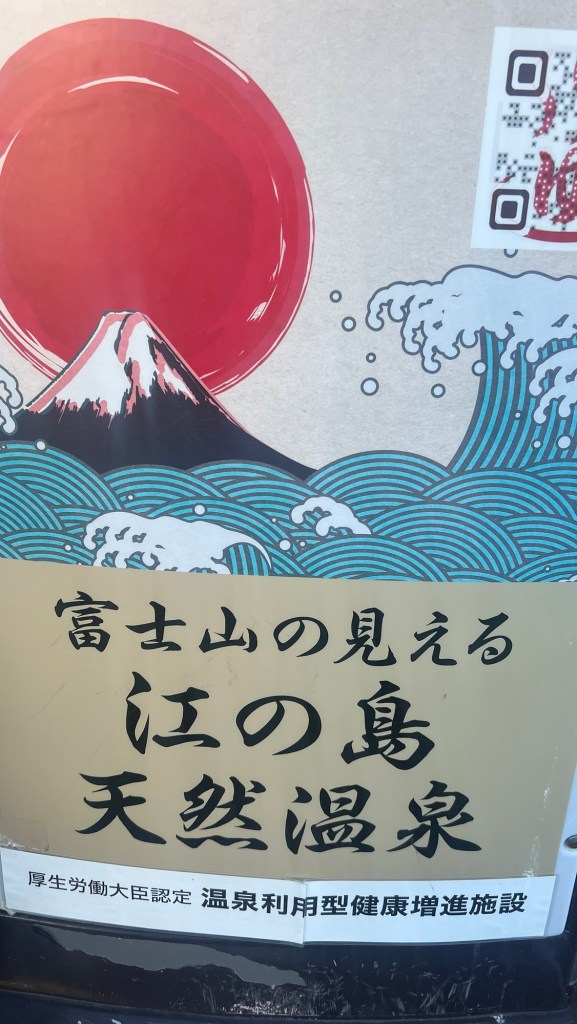 ゆ
富士山の見える
江の島
天然温泉
厚生労働大臣認定 温泉利用型健康増進施設